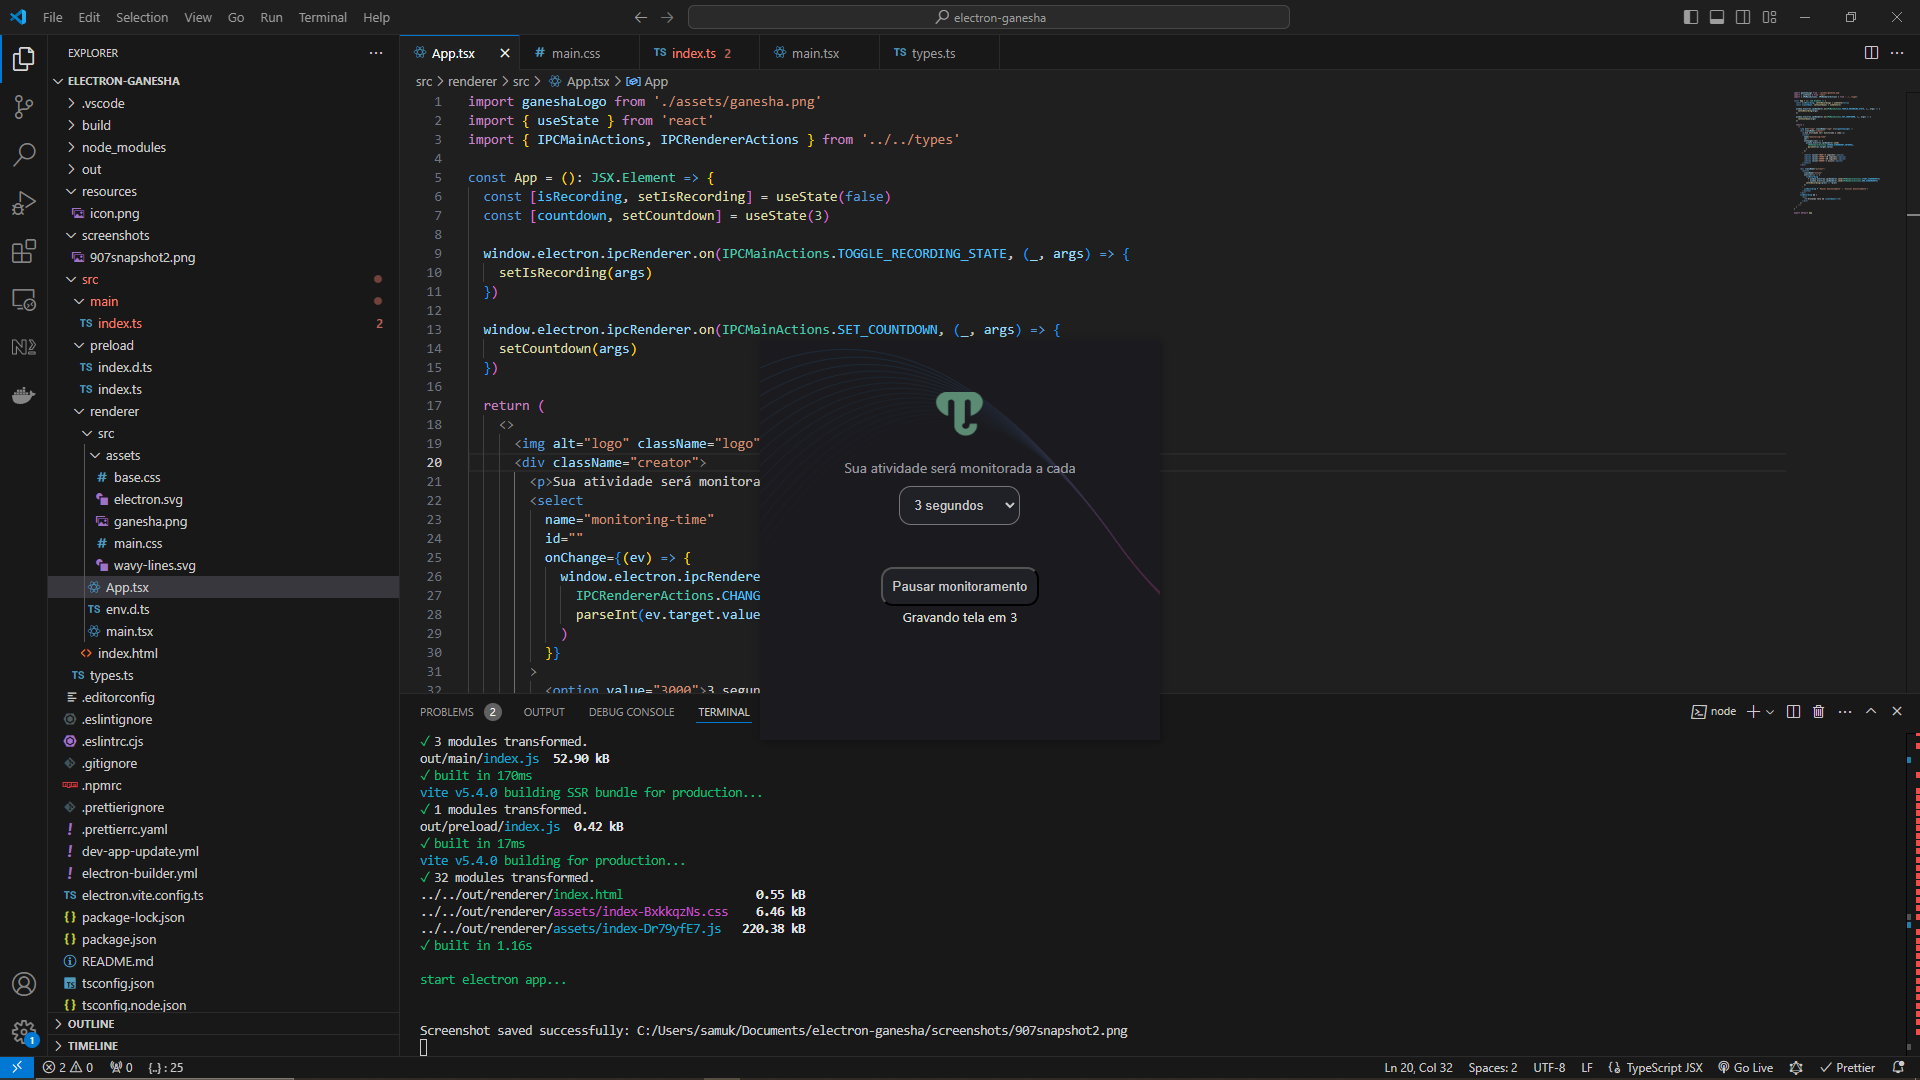 File Edit Selection View Go Run Terminal Help
electron-ganesha
EXPLORER
ELECTRON-GANESHA
.vscode
build
node_modules
out
resources
icon.png
screenshots
907snapshot2.png
src
main
TS index.ts 2
preload
TS index.d.ts
TS index.ts
renderer
src
assets
# base.css
electron.svg
ganesha.png
# main.css
wavy-lines.svg
App.tsx
TS env.d.ts
main.tsx
<> index.html
TS types.ts
.editorconfig
.eslintignore
.eslintrc.cjs
.gitignore
.npmrc
.prettierignore
! .prettierrc.yaml
! dev-app-update.yml
! electron-builder.yml
TS electron.vite.config.ts
{} package-lock.json
{} package.json
README.md
tsconfig.json
{} tsconfig.node.json
OUTLINE
TIMELINE
App.tsx # main.css TS index.ts 2 main.tsx TS types.ts
src > renderer > src > App.tsx > App
1 import ganeshaLogo from './assets/ganesha.png'
2 import { useState } from 'react'
3 import { IPCMainActions, IPCRendererActions } from '../../types'
4
5 const App = (): JSX.Element => {
6 const [isRecording, setIsRecording] = useState(false)
7 const [countdown, setCountdown] = useState(3)
8
9 window.electron.ipcRenderer.on(IPCMainActions.TOGGLE_RECORDING_STATE, (_, args) => {
10 setIsRecording(args)
11 })
12
13 window.electron.ipcRenderer.on(IPCMainActions.SET_COUNTDOWN, (_, args) => {
14 setCountdown(args)
15 })
16
17 return (
18 <>
19 <img alt="logo" className="logo"
20 <div className="creator">
21 <p>Sua atividade será monitora
22 <select
23 name="monitoring-time"
24 id=""
25 onChange={(ev) => {
26 window.electron.ipcRendere
27 IPCRendererActions.CHANG
28 parseInt(ev.target.value
29 )
30 }}
31 >
32 <option value="3000">3 segun
Sua atividade será monitorada a cada
3 segundos
Pausar monitoramento
Gravando tela em 3
PROBLEMS 2 OUTPUT DEBUG CONSOLE TERMINAL
node
✓ 3 modules transformed.
out/main/index.js 52.90 kB
✓ built in 170ms
vite v5.4.0 building SSR bundle for production...
✓ 1 modules transformed.
out/preload/index.js 0.42 kB
✓ built in 17ms
vite v5.4.0 building for production...
✓ 32 modules transformed.
../../out/renderer/index.html 0.55 kB
../../out/renderer/assets/index-BxkkqzNs.css 6.46 kB
../../out/renderer/assets/index-Dr79yfE7.js 220.38 kB
✓ built in 1.16s
start electron app...
Screenshot saved successfully: C:/Users/samuk/Documents/electron-ganesha/screenshots/907snapshot2.png
1
2 0 0 {..} : 25
Ln 20, Col 32 Spaces: 2 UTF-8 LF TypeScript JSX Go Live Prettier